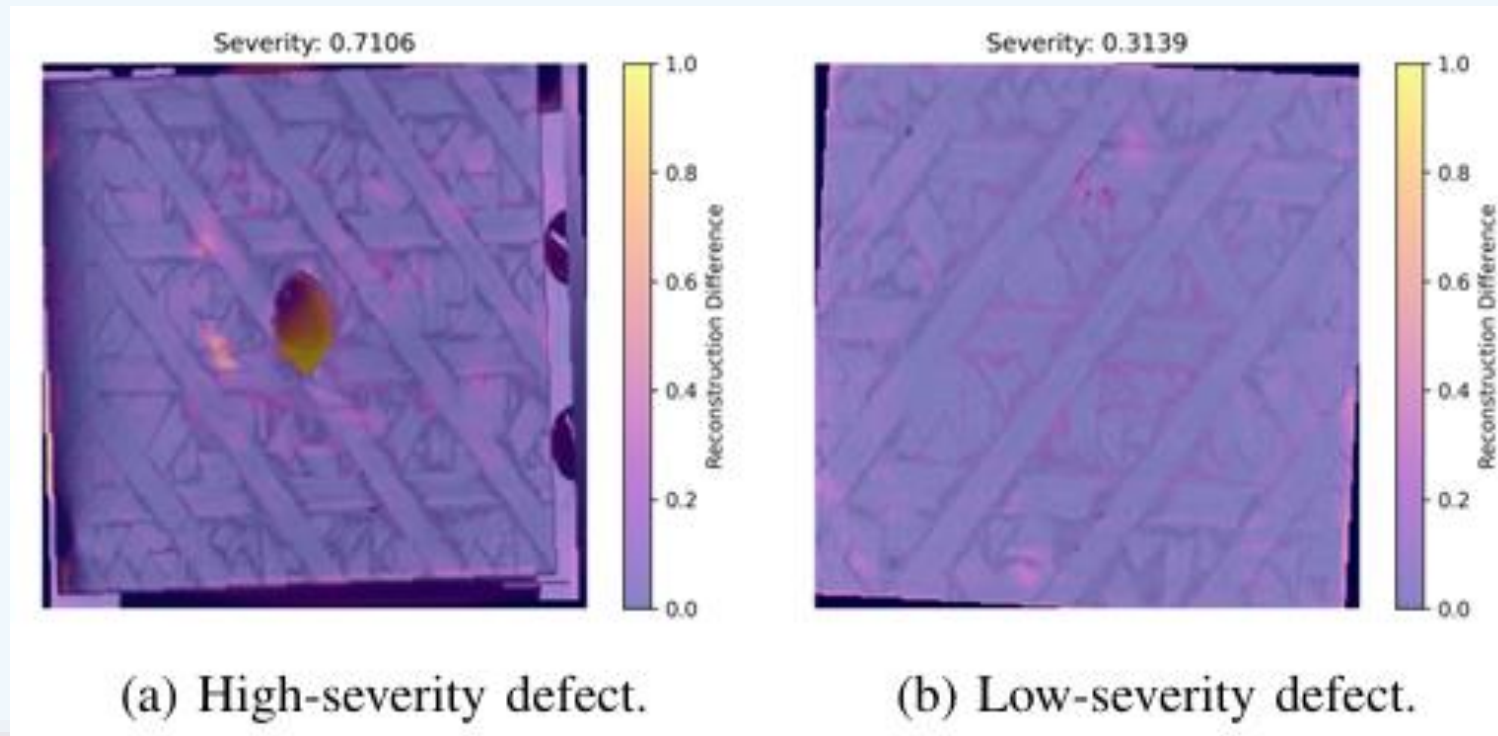 Severity: 0.7106
1.0
0.8
0.6
0.4
0.2
0.0
Reconstruction Difference
(a) High-severity defect.
Severity: 0.3139
1.0
0.8
0.6
0.4
0.2
0.0
Reconstruction Difference
(b) Low-severity defect.